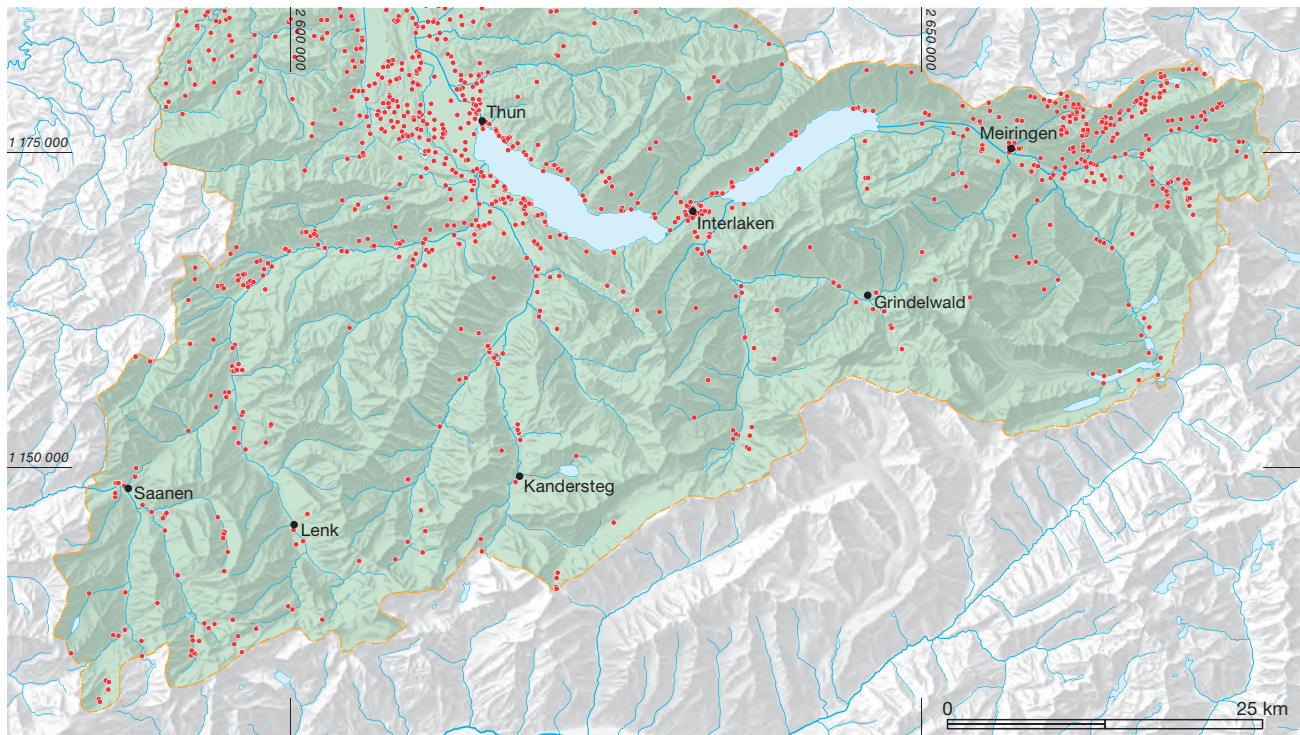 2 600 000
2 650 000
Thun
1 175 000
Meiringen
Interlaken
Grindelwald
1 150 000
Saanen
Kandersteg
Lenk
0 25 km